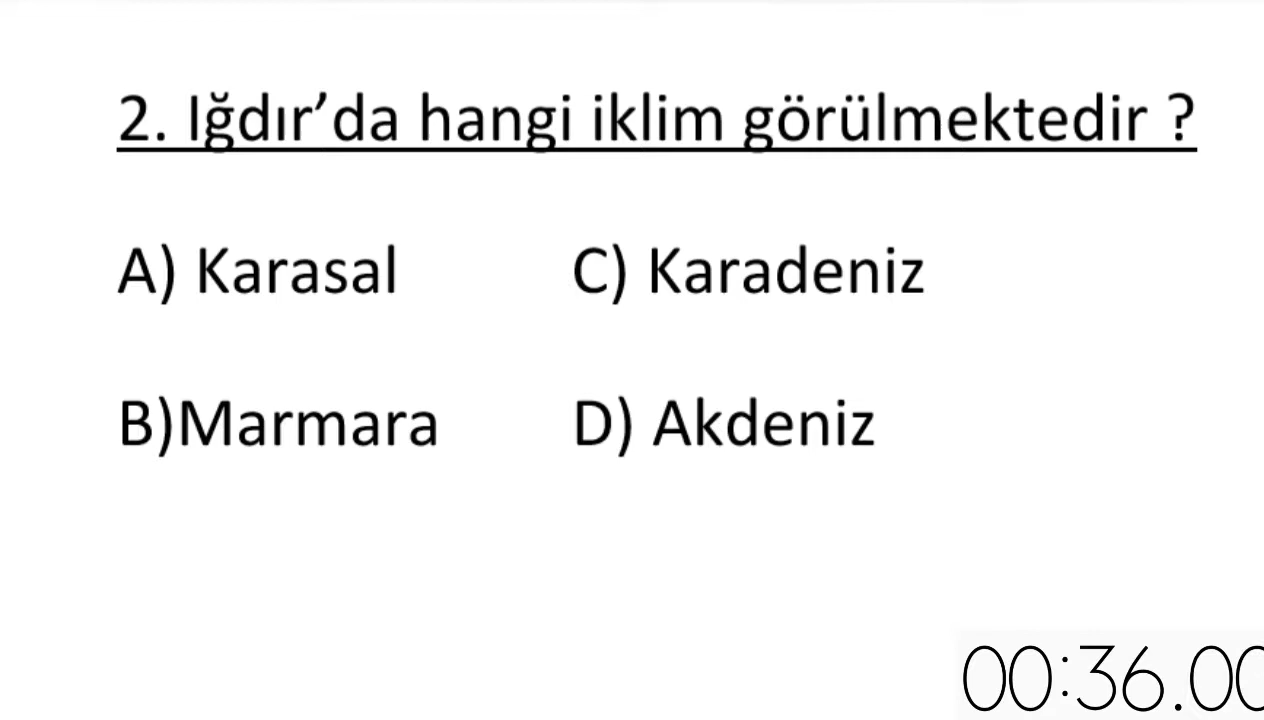 2. Iğdır’da hangi iklim görülmektedir ?
A) Karasal C) Karadeniz
B)Marmara D) Akdeniz
00:36.00